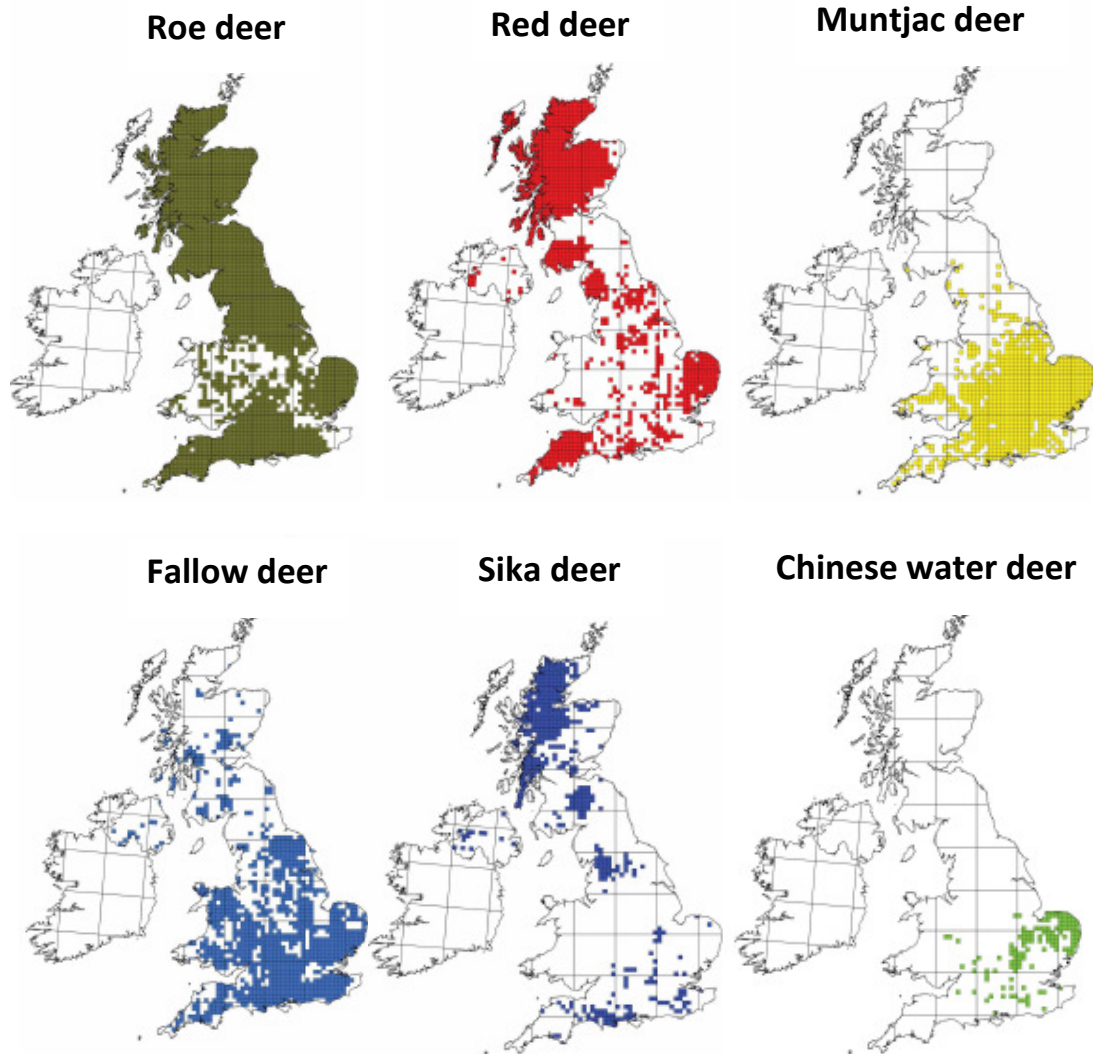 Roe deer
Red deer
Muntjac deer
Fallow deer
Sika deer
Chinese water deer